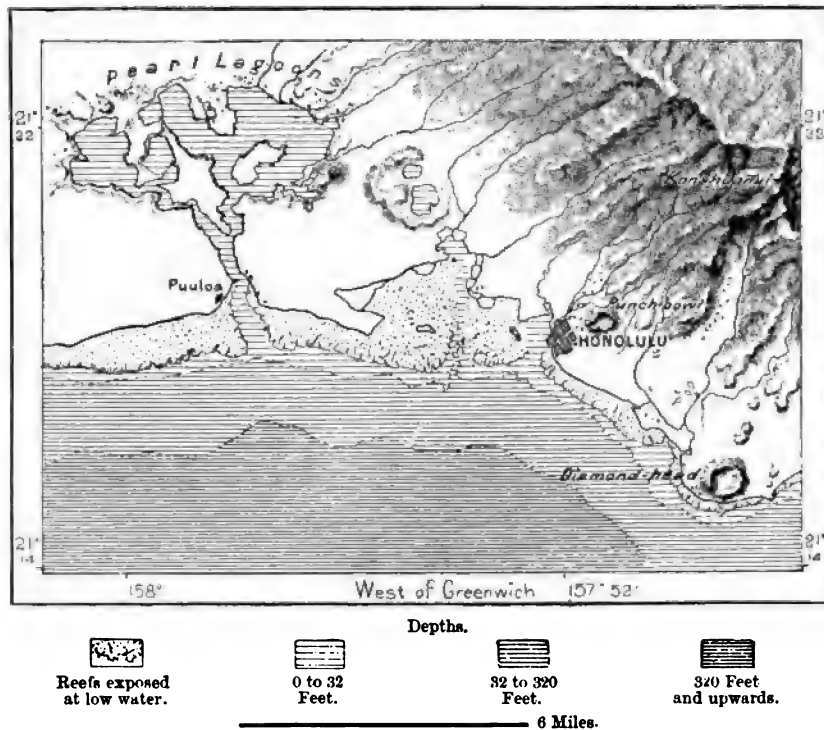 pearl Lagoons
21°
22'
21°
22'
Konahuanui
Puuloa
Punchbowl
HONOLULU
Diamond-head
21°
14'
21°
14'
158°
West of Greenwich
157° 52'
Depths.
Reefs exposed
at low water.
0 to 32
Feet.
32 to 320
Feet.
320 Feet
and upwards.
6 Miles.